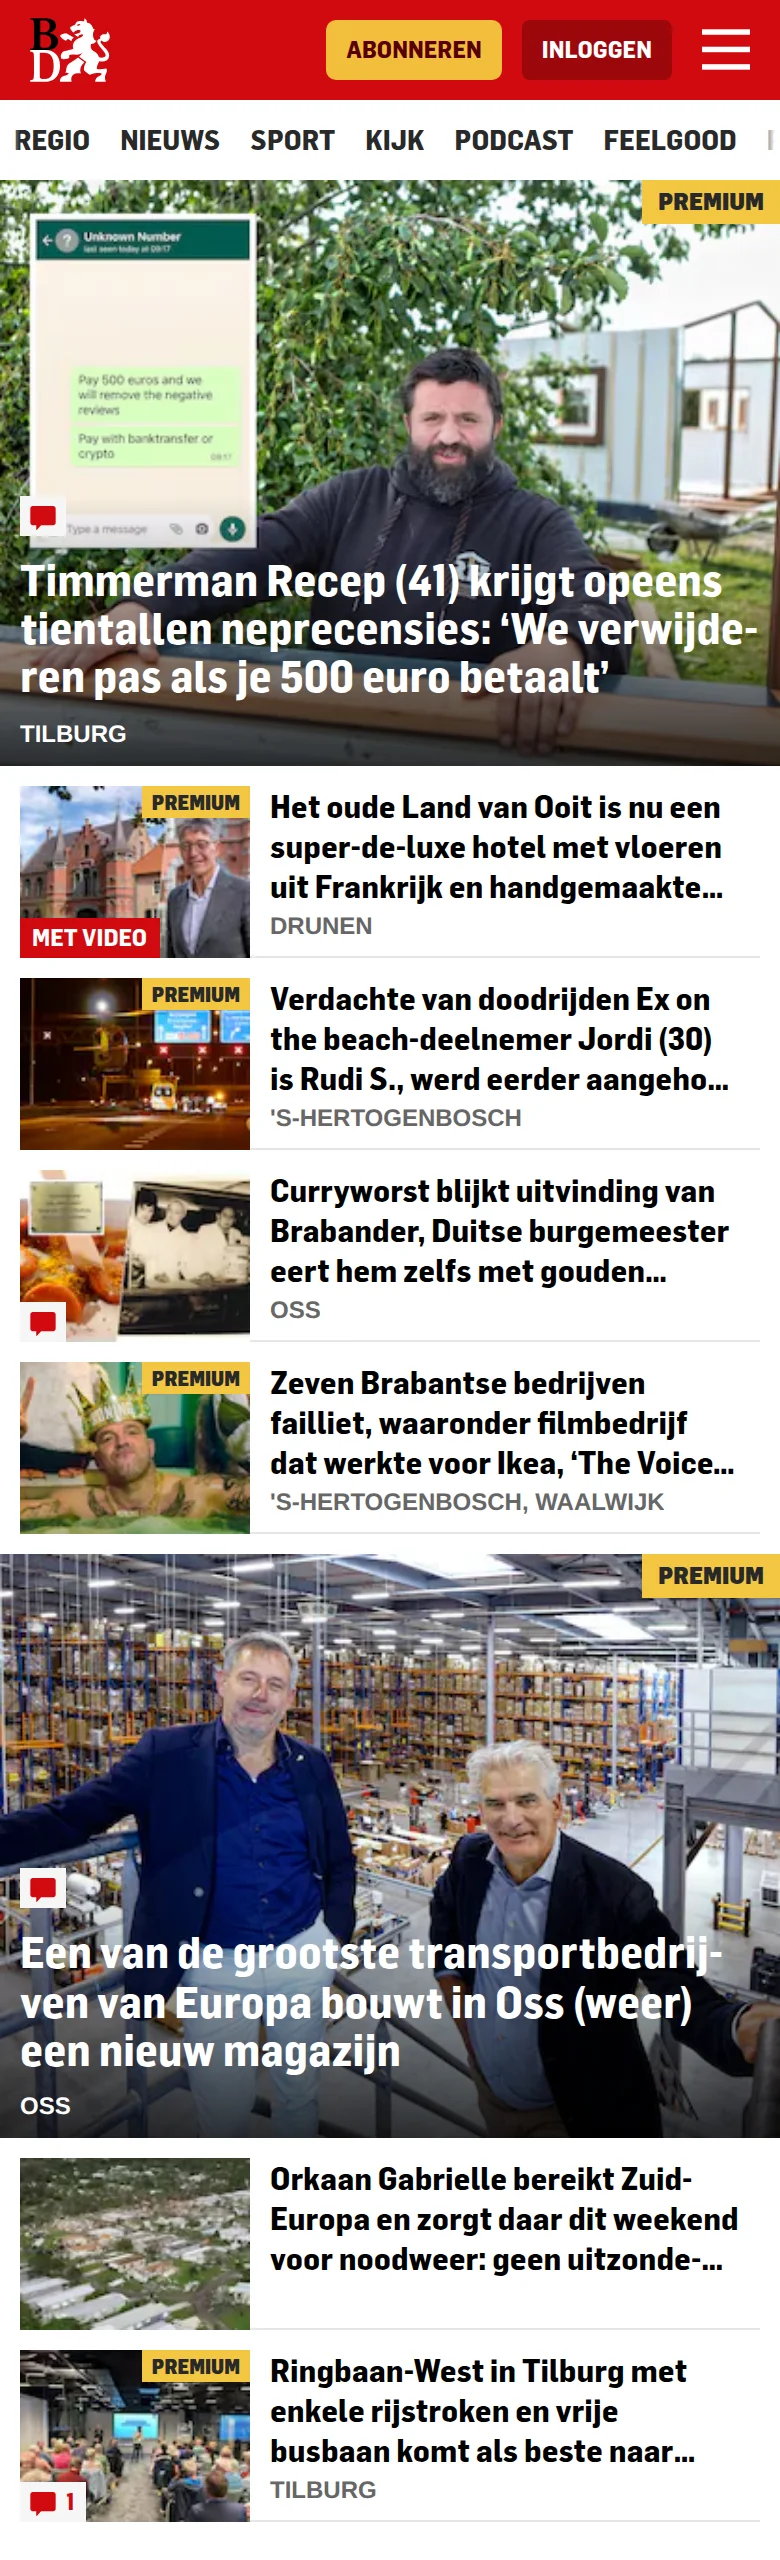 BD
ABONNEREN
INLOGGEN
REGIO NIEUWS SPORT KIJK PODCAST FEELGOOD
PREMIUM
Unknown Number
last seen today at 09:17
Pay 500 euros and we
will remove the negative
reviews
Pay with banktransfer or
crypto
09:17
Type a message
Timmerman Recep (41) krijgt opeens
tientallen neprecensies: ‘We verwijde-
ren pas als je 500 euro betaalt’
TILBURG
PREMIUM
MET VIDEO
Het oude Land van Ooit is nu een
super-de-luxe hotel met vloeren
uit Frankrijk en handgemaakte...
DRUNEN
PREMIUM
Verdachte van doodrijden Ex on
the beach-deelnemer Jordi (30)
is Rudi S., werd eerder aangeho...
'S-HERTOGENBOSCH
Curryworst blijkt uitvinding van
Brabander, Duitse burgemeester
eert hem zelfs met gouden...
OSS
PREMIUM
Zeven Brabantse bedrijven
failliet, waaronder filmbedrijf
dat werkte voor Ikea, ‘The Voice...
'S-HERTOGENBOSCH, WAALWIJK
PREMIUM
Een van de grootste transportbedrij-
ven van Europa bouwt in Oss (weer)
een nieuw magazijn
OSS
Orkaan Gabrielle bereikt Zuid-
Europa en zorgt daar dit weekend
voor noodweer: geen uitzonde-...
PREMIUM
1
Ringbaan-West in Tilburg met
enkele rijstroken en vrije
busbaan komt als beste naar...
TILBURG